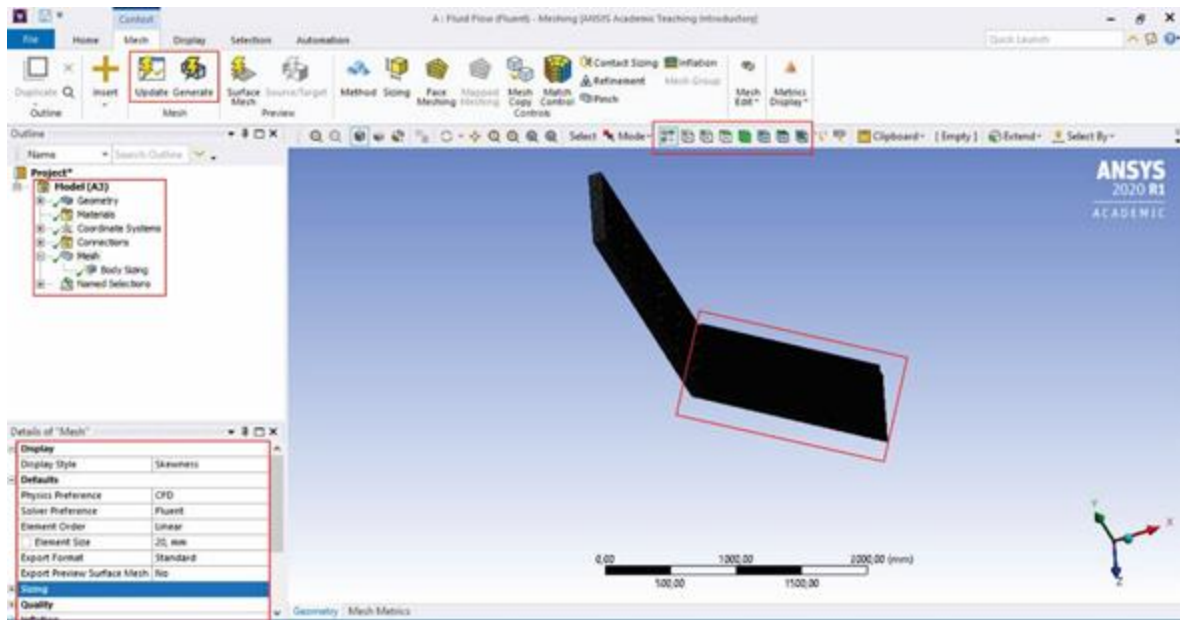 Context
A : Fluid Flow (Fluent) - Meshing [ANSYS Academic Teaching Introductory]
File Home Mesh Display Selection Automation
Quick Launch
Duplicate Q Insert Update Generate Surface Mesh Source/Target Method Sizing Face Meshing Mapped Meshing Mesh Copy Match Control Contact Sizing Inflation
Refinement Mesh Group
Pinch
Mesh Edit Metrics Display
Outline Mesh Preview Controls
Outline
Select Mode Clipboard [ Empty ] Extend Select By
Name Search Outline
Project*
Model (A3)
Geometry
Materials
Coordinate Systems
Connections
Mesh
Body Sizing
Named Selections
ANSYS
2020 R1
ACADEMIC
Details of "Mesh"
Display
Display Style Skewness
Defaults
Physics Preference CFD
Solver Preference Fluent
Element Order Linear
Element Size 20, mm
Export Format Standard
Export Preview Surface Mesh No
Sizing
Quality
Inflation
0,00 1000,00 2000,00 (mm)
500,00 1500,00
Y
X
Z
Geometry Mesh Metrics